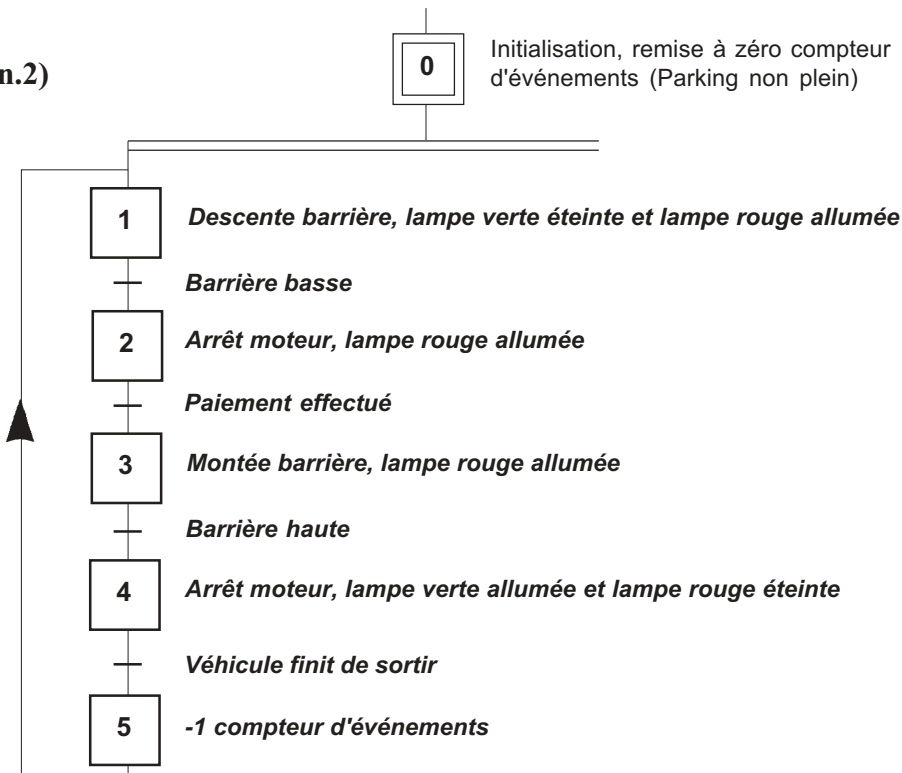 n.2)
0
Initialisation, remise à zéro compteur
d'événements (Parking non plein)
1
Descente barrière, lampe verte éteinte et lampe rouge allumée
Barrière basse
2
Arrêt moteur, lampe rouge allumée
Paiement effectué
3
Montée barrière, lampe rouge allumée
Barrière haute
4
Arrêt moteur, lampe verte allumée et lampe rouge éteinte
Véhicule finit de sortir
5
-1 compteur d'événements